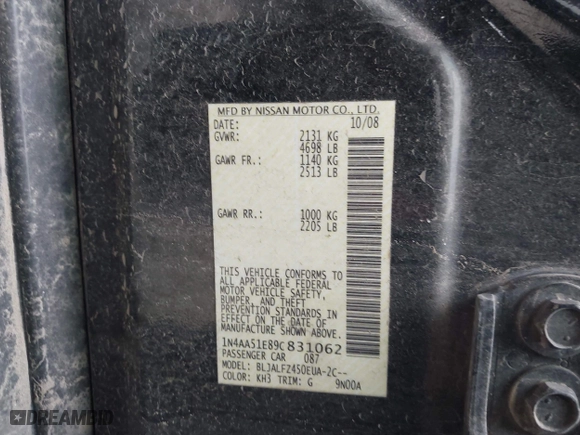 MFD BY NISSAN MOTOR CO., LTD.
DATE: 10/08
GVWR: 2131 KG
4698 LB
GAWR FR.: 1140 KG
2513 LB
GAWR RR.: 1000 KG
2205 LB
THIS VEHICLE CONFORMS TO
ALL APPLICABLE FEDERAL
MOTOR VEHICLE SAFETY,
BUMPER, AND THEFT
PREVENTION STANDARDS IN
EFFECT ON THE DATE OF
MANUFACTURE SHOWN ABOVE.
1N4AA51E89C831062
PASSENGER CAR 087
MODEL: BLJALFZ450EUA-2C--
COLOR: KH3 TRIM: G 9N00A
DREAMBID